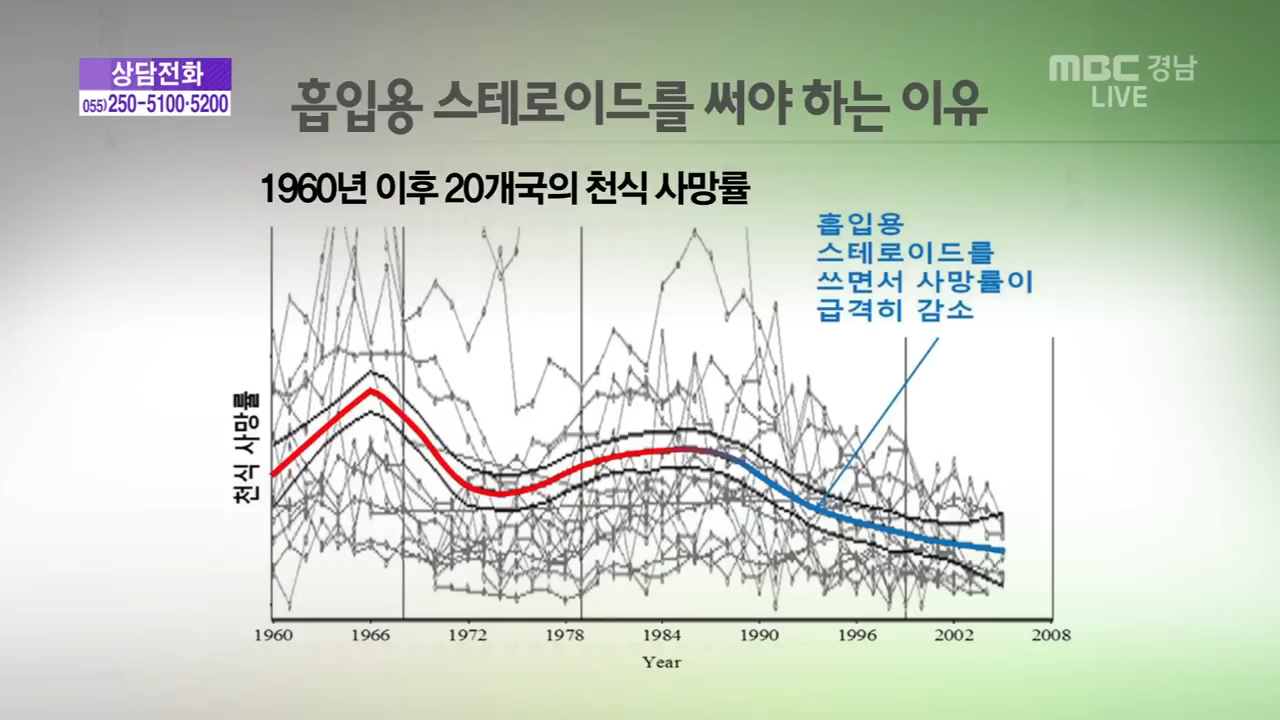 상담전화
055)250-5100·5200
흡입용 스테로이드를 써야 하는 이유
MBC 경남
LIVE
1960년 이후 20개국의 천식 사망률
흡입용
스테로이드를
쓰면서 사망률이
급격히 감소
천식 사망률
1960 1966 1972 1978 1984 1990 1996 2002 2008
Year